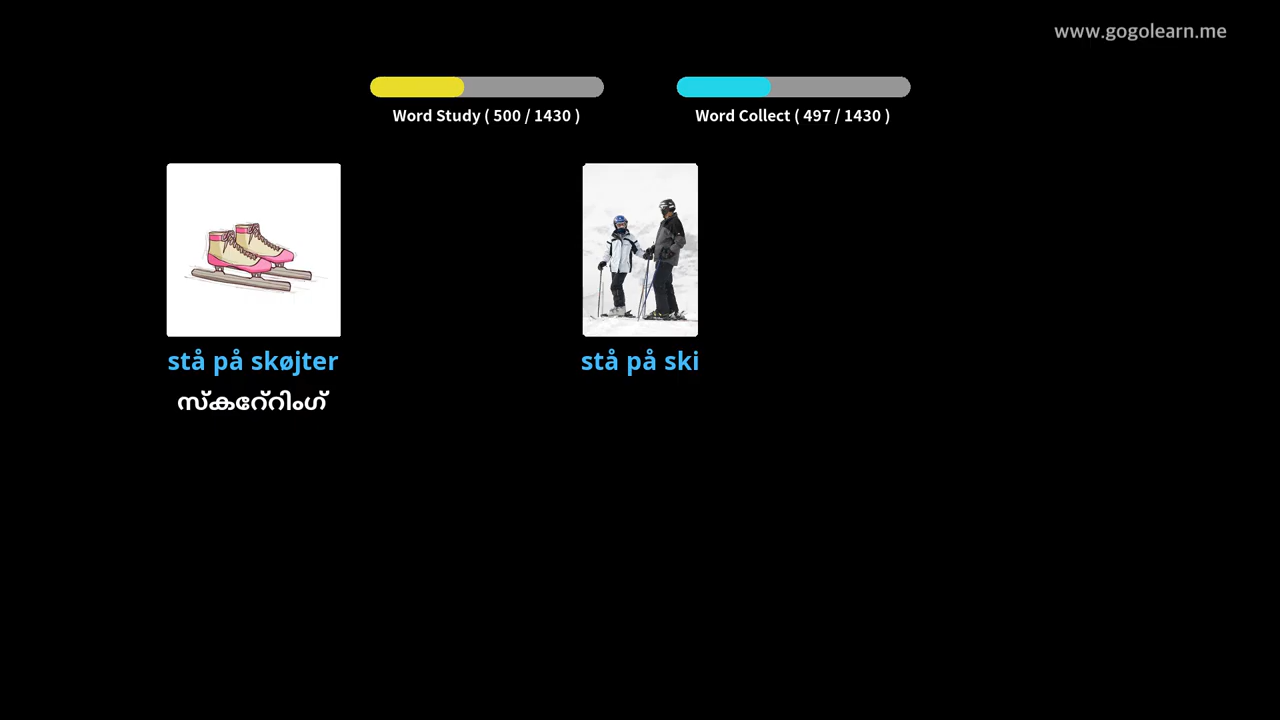 www.gogolearn.me
Word Study ( 500 / 1430 )
Word Collect ( 497 / 1430 )
stå på skøjter
stå på ski
സ്കറ്റേിംഗ്